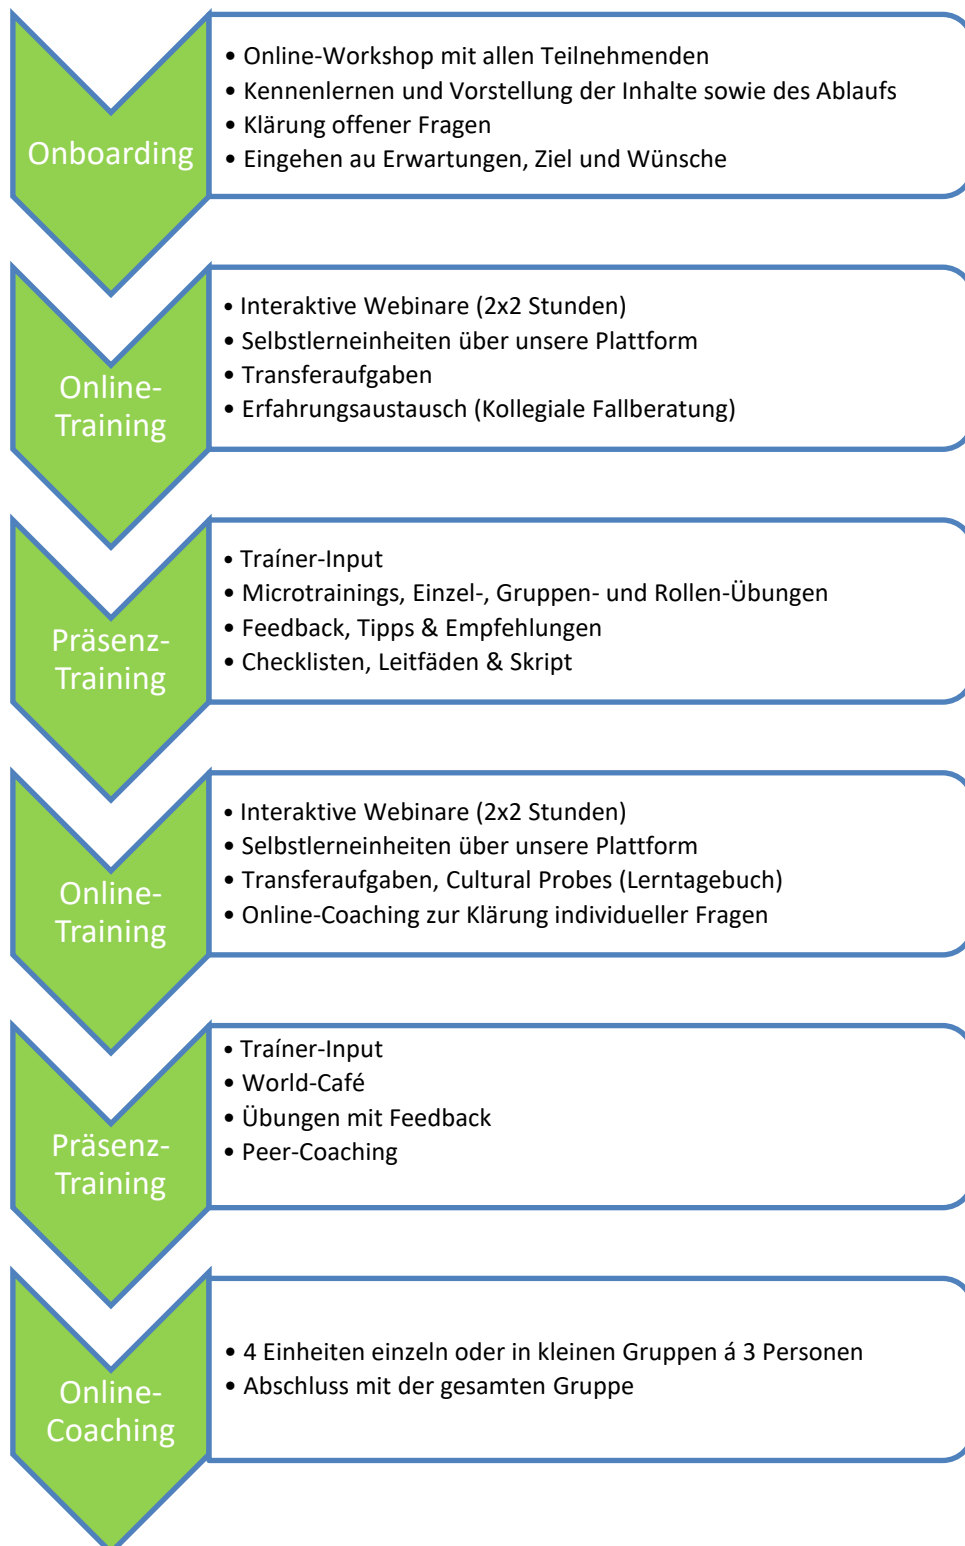 Onboarding
• Online-Workshop mit allen Teilnehmenden
• Kennenlernen und Vorstellung der Inhalte sowie des Ablaufs
• Klärung offener Fragen
• Eingehen au Erwartungen, Ziel und Wünsche
Online-
Training
• Interaktive Webinare (2x2 Stunden)
• Selbstlerneinheiten über unsere Plattform
• Transferaufgaben
• Erfahrungsaustausch (Kollegiale Fallberatung)
Präsenz-
Training
• Traíner-Input
• Microtrainings, Einzel-, Gruppen- und Rollen-Übungen
• Feedback, Tipps & Empfehlungen
• Checklisten, Leitfäden & Skript
Online-
Training
• Interaktive Webinare (2x2 Stunden)
• Selbstlerneinheiten über unsere Plattform
• Transferaufgaben, Cultural Probes (Lerntagebuch)
• Online-Coaching zur Klärung individueller Fragen
Präsenz-
Training
• Traíner-Input
• World-Café
• Übungen mit Feedback
• Peer-Coaching
Online-
Coaching
• 4 Einheiten einzeln oder in kleinen Gruppen á 3 Personen
• Abschluss mit der gesamten Gruppe